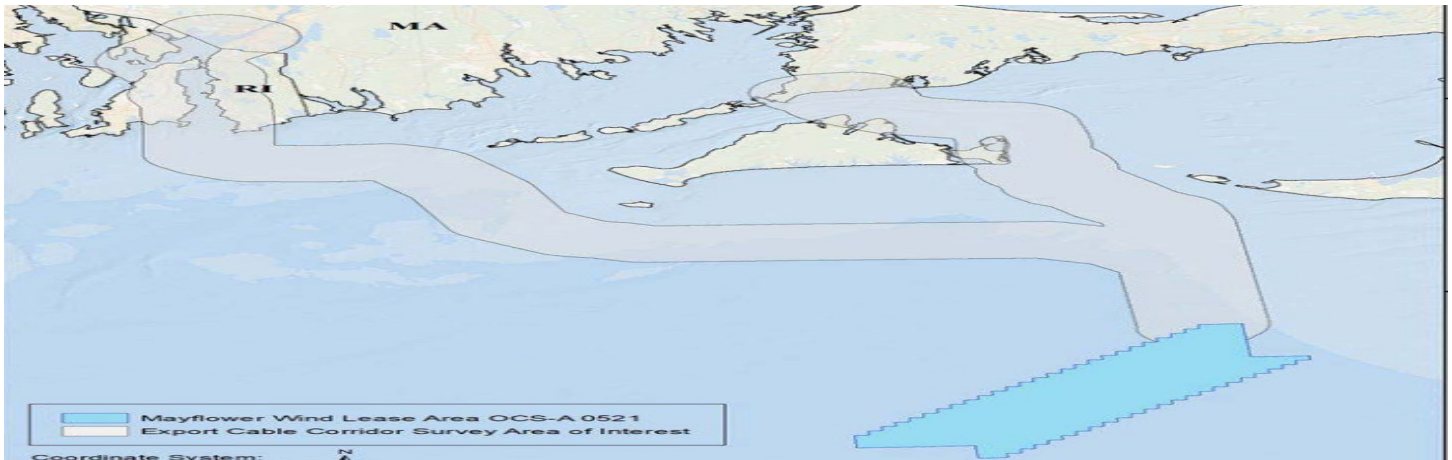 MA
RI
Mayflower Wind Lease Area OCS-A 0521
Export Cable Corridor Survey Area of Interest
Coordinate System:
N